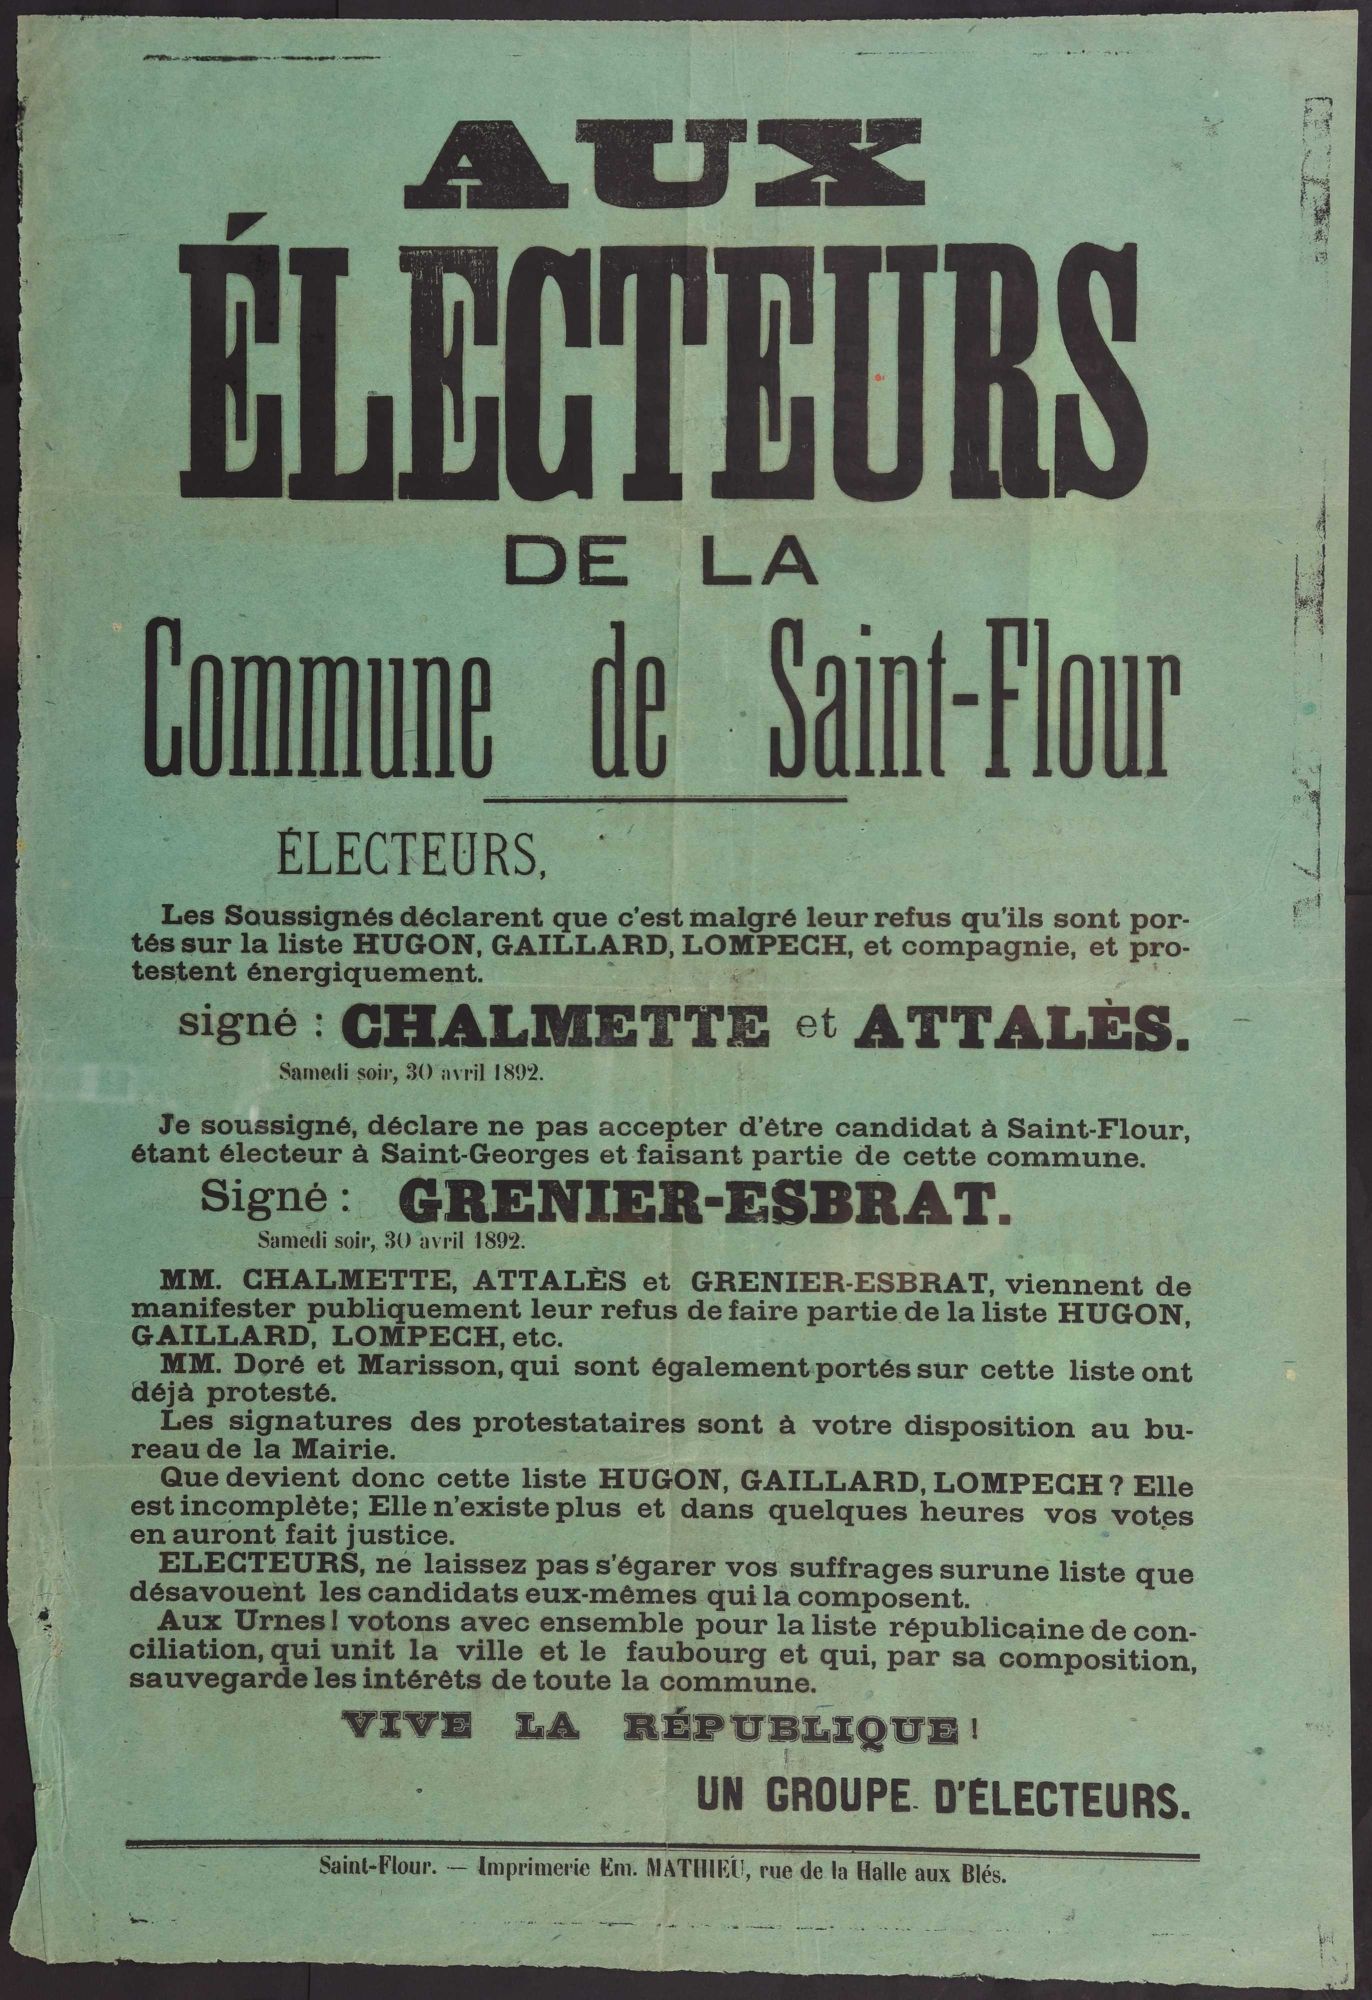 AUX
ÉLECTEURS
DE LA
Commune de Saint-Flour
ÉLECTEURS,
Les Soussignés déclarent que c'est malgré leur refus qu'ils sont por-
tés sur la liste HUGON, GAILLARD, LOMPECH, et compagnie, et pro-
testent énergiquement.
signé : CHALMETTE et ATTALÈS.
Samedi soir, 30 avril 1892.
Je soussigné, déclare ne pas accepter d'être candidat à Saint-Flour,
étant électeur à Saint-Georges et faisant partie de cette commune.
Signé : GRENIER-ESBRAT.
Samedi soir, 30 avril 1892.
MM. CHALMETTE, ATTALÈS et GRENIER-ESBRAT, viennent de
manifester publiquement leur refus de faire partie de la liste HUGON,
GAILLARD, LOMPECH, etc.
MM. Doré et Marisson, qui sont également portés sur cette liste ont
déjà protesté.
Les signatures des protestataires sont à votre disposition au bu-
reau de la Mairie.
Que devient donc cette liste HUGON, GAILLARD, LOMPECH ? Elle
est incomplète; Elle n'existe plus et dans quelques heures vos votes
en auront fait justice.
ELECTEURS, ne laissez pas s'égarer vos suffrages surune liste que
désavouent les candidats eux-mêmes qui la composent.
Aux Urnes ! votons avec ensemble pour la liste républicaine de con-
ciliation, qui unit la ville et le faubourg et qui, par sa composition,
sauvegarde les intérêts de toute la commune.
VIVE LA RÉPUBLIQUE !
UN GROUPE D'ÉLECTEURS.
Saint-Flour. — Imprimerie Em. MATHIEU, rue de la Halle aux Blés.